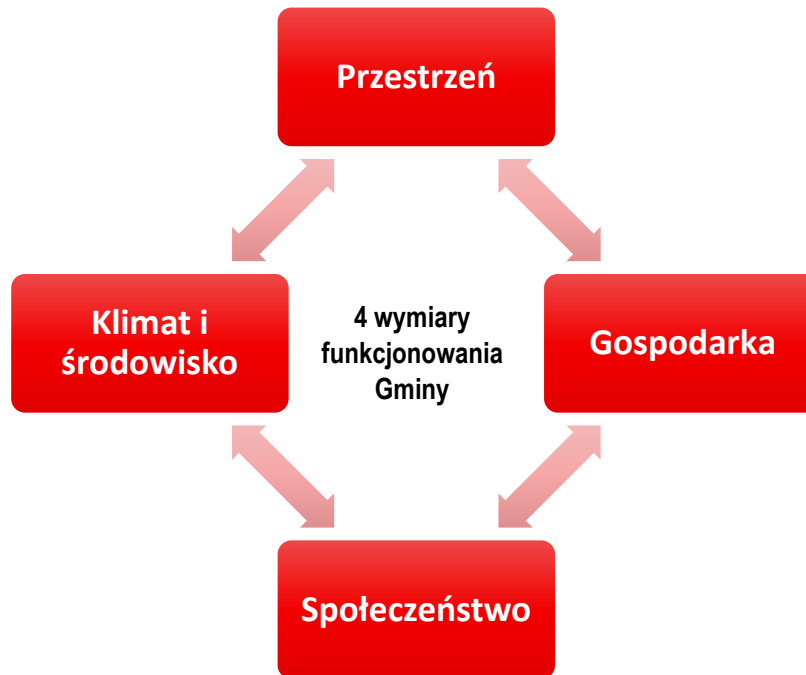 Przestrzeń
Klimat i
środowisko
4 wymiary
funkcjonowania
Gminy
Gospodarka
Społeczeństwo